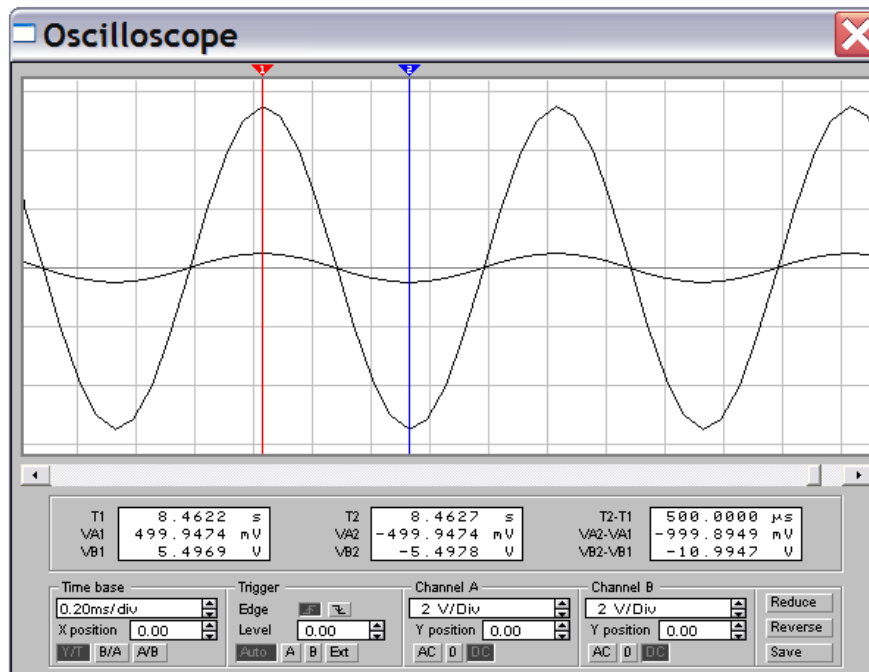 Oscilloscope
1 2
T1 8.4622 s T2 8.4627 s T2-T1 500.0000 µs
VA1 499.9474 mV VA2 -499.9474 mV VA2-VA1 -999.8949 mV
VB1 5.4969 V VB2 -5.4978 V VB2-VB1 -10.9947 V
Time base Trigger Channel A Channel B
0.20ms/div Edge 2 V/Div 2 V/Div Reduce
X position 0.00 Level 0.00 Y position 0.00 Y position 0.00 Reverse
Y/T B/A A/B Auto A B Ext AC 0 DC AC 0 DC Save